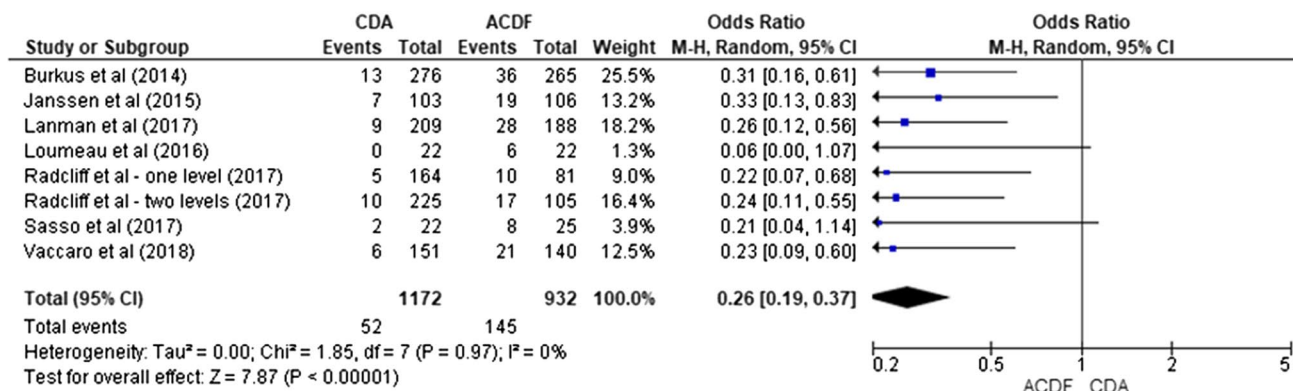 CDA ACDF Odds Ratio Odds Ratio
Study or Subgroup Events Total Events Total Weight M-H, Random, 95% CI M-H, Random, 95% CI
Burkus et al (2014) 13 276 36 265 25.5% 0.31 [0.16, 0.61]
Janssen et al (2015) 7 103 19 106 13.2% 0.33 [0.13, 0.83]
Lanman et al (2017) 9 209 28 188 18.2% 0.26 [0.12, 0.56]
Loumeau et al (2016) 0 22 6 22 1.3% 0.06 [0.00, 1.07]
Radcliff et al - one level (2017) 5 164 10 81 9.0% 0.22 [0.07, 0.68]
Radcliff et al - two levels (2017) 10 225 17 105 16.4% 0.24 [0.11, 0.55]
Sasso et al (2017) 2 22 8 25 3.9% 0.21 [0.04, 1.14]
Vaccaro et al (2018) 6 151 21 140 12.5% 0.23 [0.09, 0.60]
Total (95% CI) 1172 932 100.0% 0.26 [0.19, 0.37]
Total events 52 145
Heterogeneity: Tau² = 0.00; Chi² = 1.85, df = 7 (P = 0.97); I² = 0%
Test for overall effect: Z = 7.87 (P < 0.00001)
0.2 0.5 1 2 5
ACDF CDA